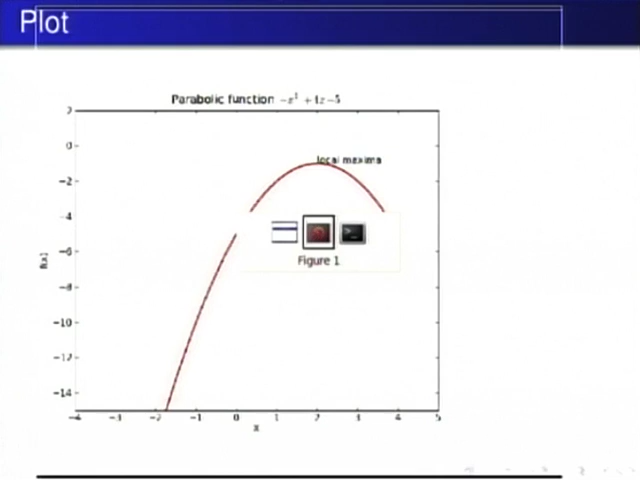 Plot
Parabolic function −x² + 4x − 5
2
0
local maxima
−2
−4
−6
Figure 1
f(x)
−8
−10
−12
−14
−4 −3 −2 −1 0 1 2 3 4 5
x